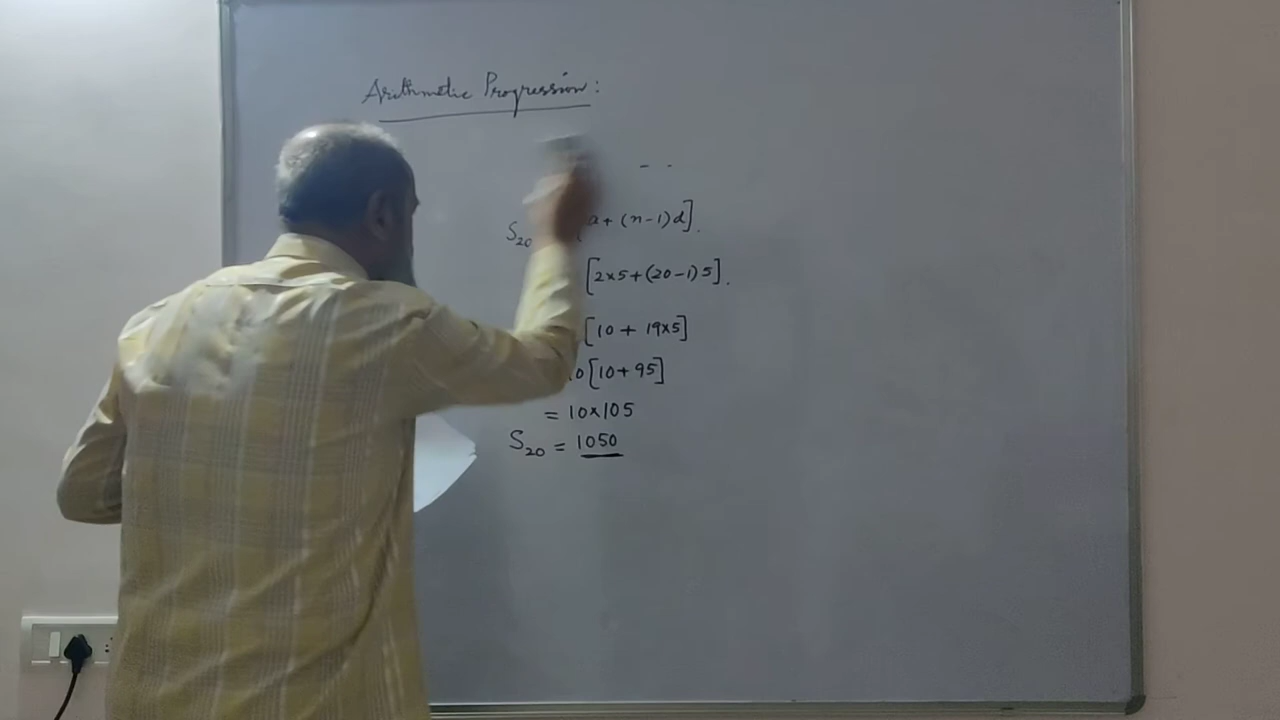 Arithmetic Progression:
- -
S20 a + (n-1)d].
[2×5+(20-1)5].
[10 + 19×5]
0[10+95]
= 10×105
S20 = 1050